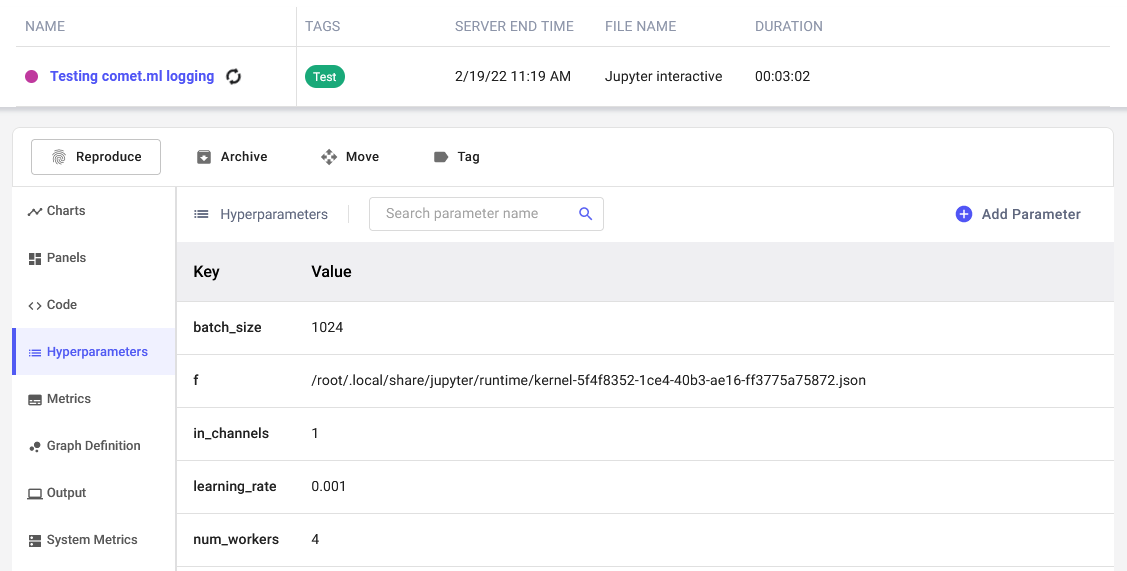 NAME TAGS SERVER END TIME FILE NAME DURATION
Testing comet.ml logging Test 2/19/22 11:19 AM Jupyter interactive 00:03:02
Reproduce Archive Move Tag
Charts
Panels
Code
Hyperparameters
Metrics
Graph Definition
Output
System Metrics
Hyperparameters Search parameter name Add Parameter
Key Value
batch_size 1024
f /root/.local/share/jupyter/runtime/kernel-5f4f8352-1ce4-40b3-ae16-ff3775a75872.json
in_channels 1
learning_rate 0.001
num_workers 4